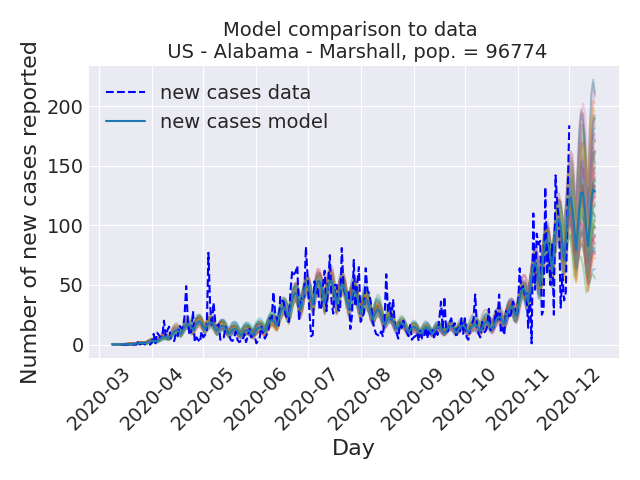 Model comparison to data
US - Alabama - Marshall, pop. = 96774
Number of new cases reported
200
150
100
50
0
new cases data
new cases model
2020-03
2020-04
2020-05
2020-06
2020-07
2020-08
2020-09
2020-10
2020-11
2020-12
Day